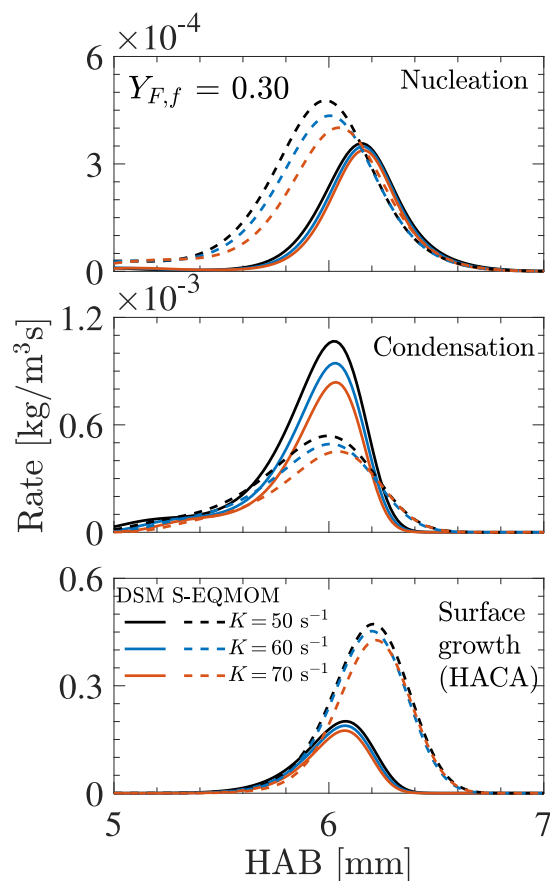 ×10⁻⁴
6
Y_{F,f} = 0.30
Nucleation
3
0
×10⁻³
1.2
Condensation
0.6
0
Rate [kg/m³s]
0.6
DSM S-EQMOM
K = 50 s⁻¹
K = 60 s⁻¹
K = 70 s⁻¹
Surface
growth
(HACA)
0.3
0
5 6 7
HAB [mm]